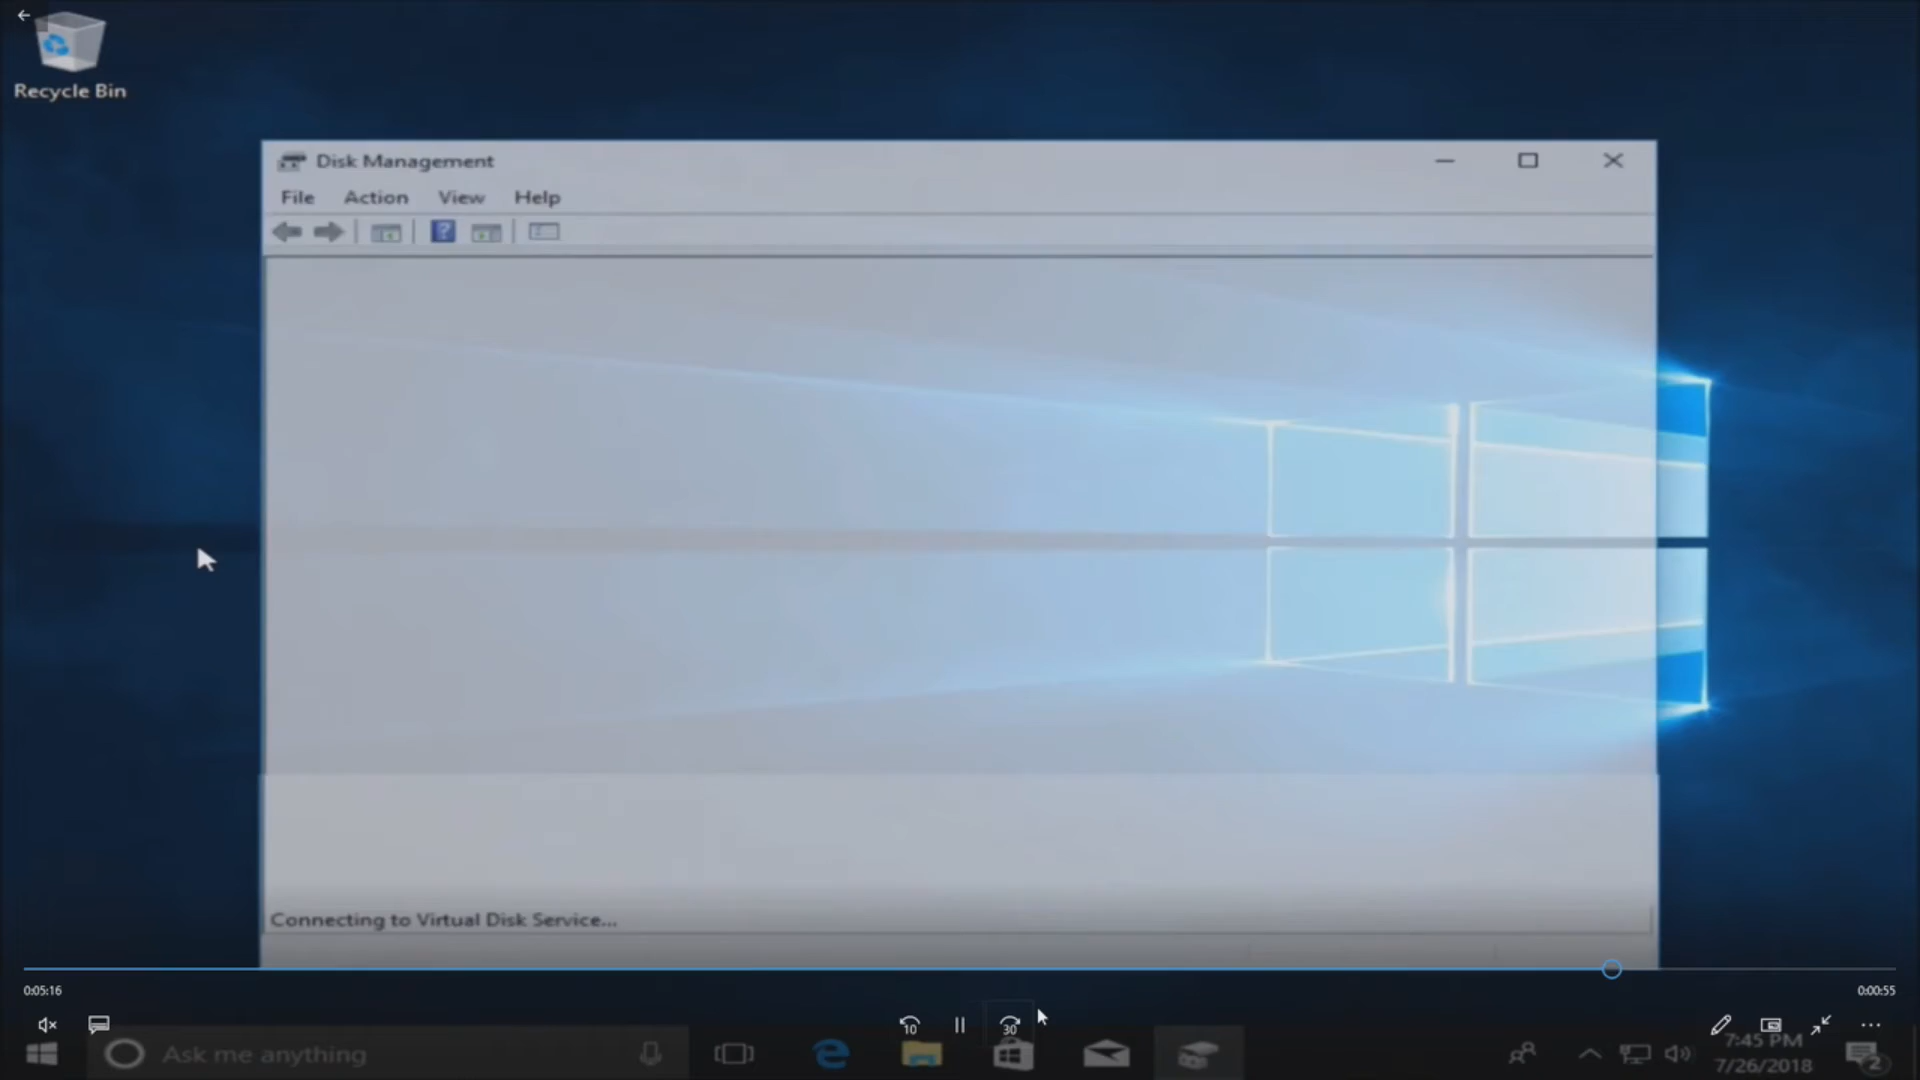 Recycle Bin
Disk Management
File Action View Help
?
Connecting to Virtual Disk Service...
0:05:16
0:00:55
10
30
Ask me anything
7:45 PM
7/26/2018
2